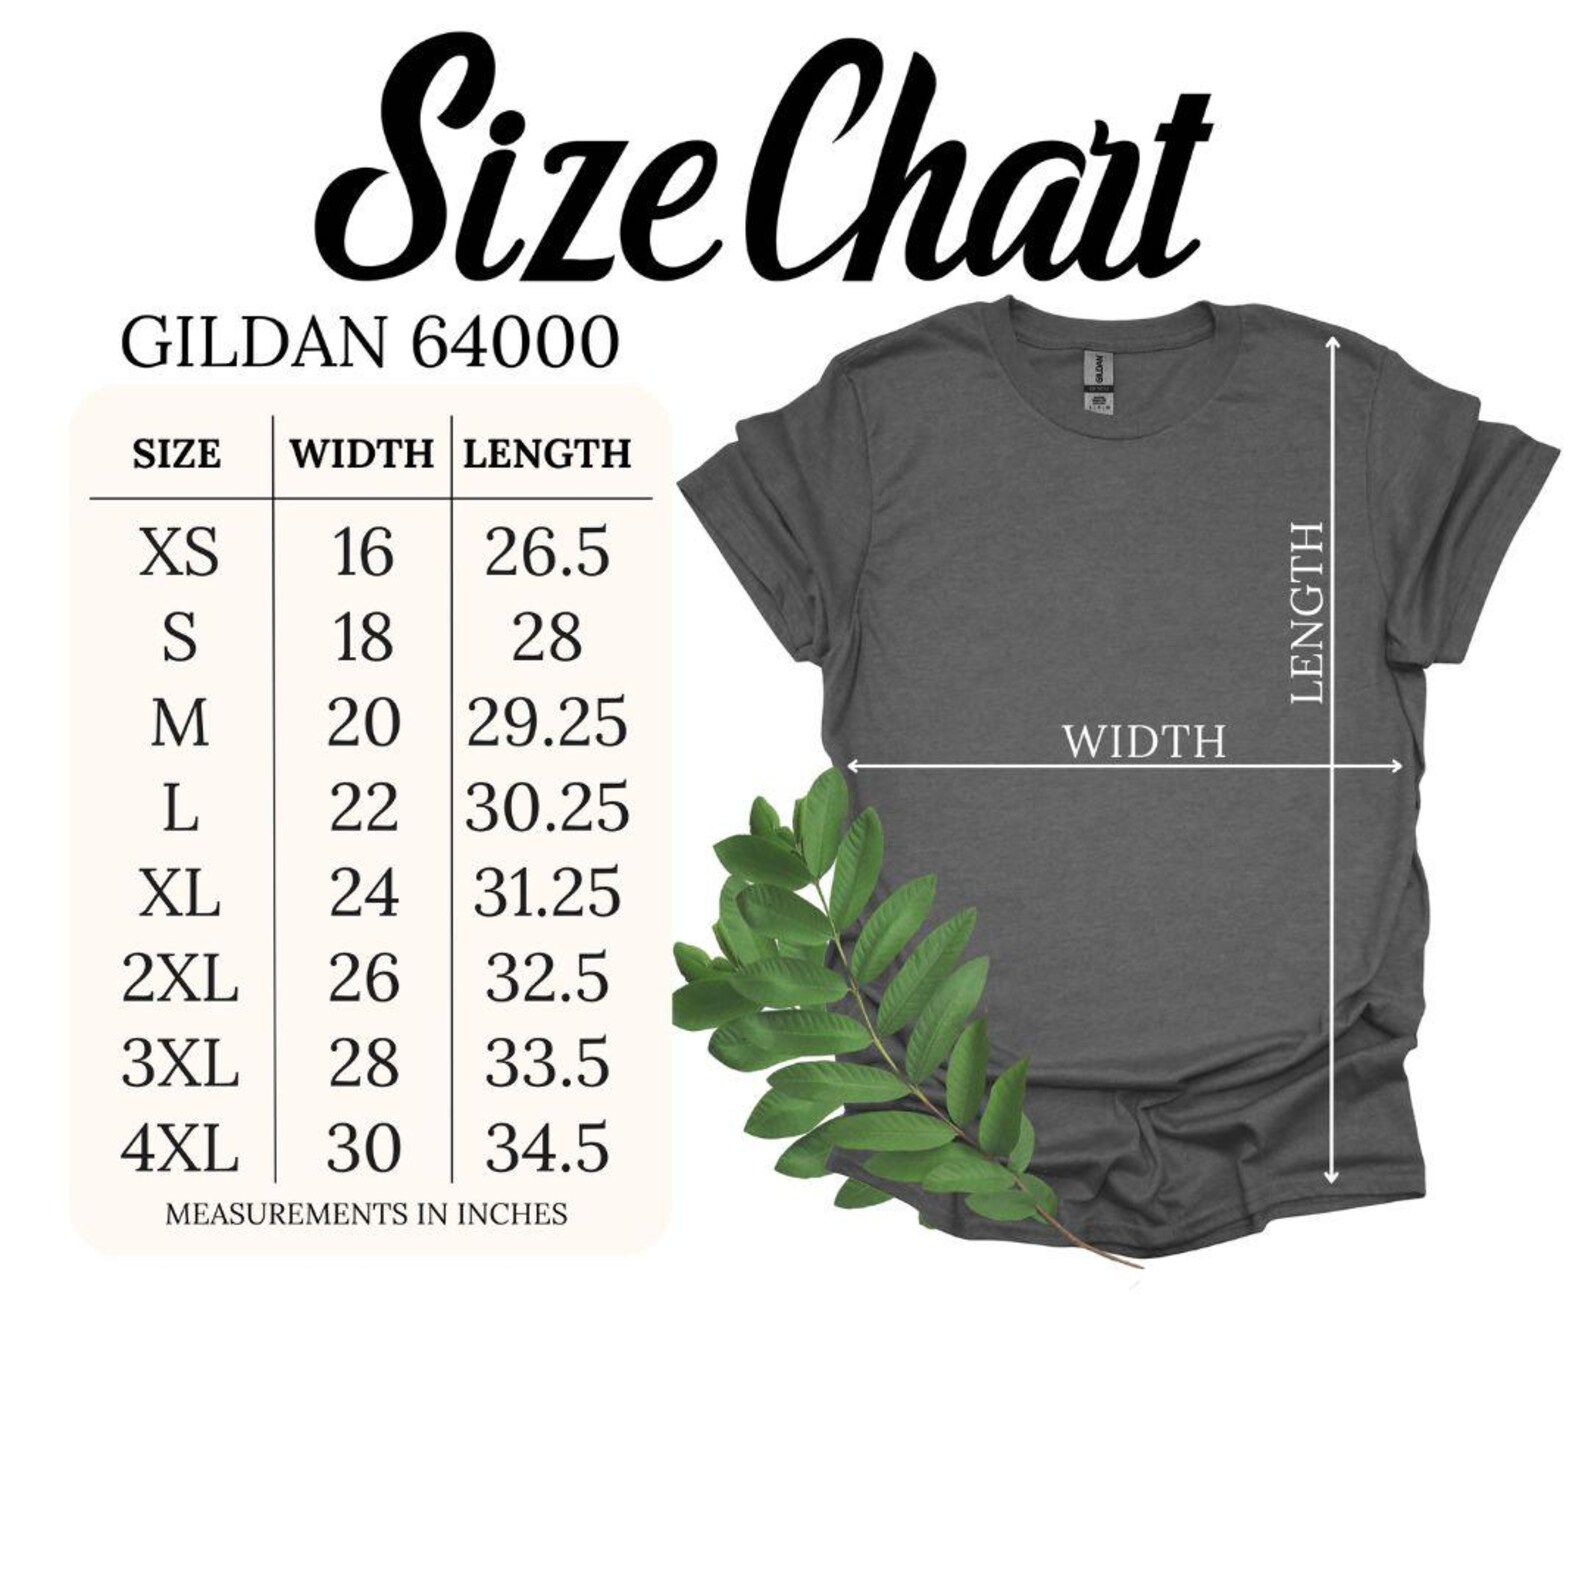 Size Chart
GILDAN 64000
SIZE WIDTH LENGTH
XS 16 26.5
S 18 28
M 20 29.25
L 22 30.25
XL 24 31.25
2XL 26 32.5
3XL 28 33.5
4XL 30 34.5
MEASUREMENTS IN INCHES
GILDAN
LENGTH
WIDTH